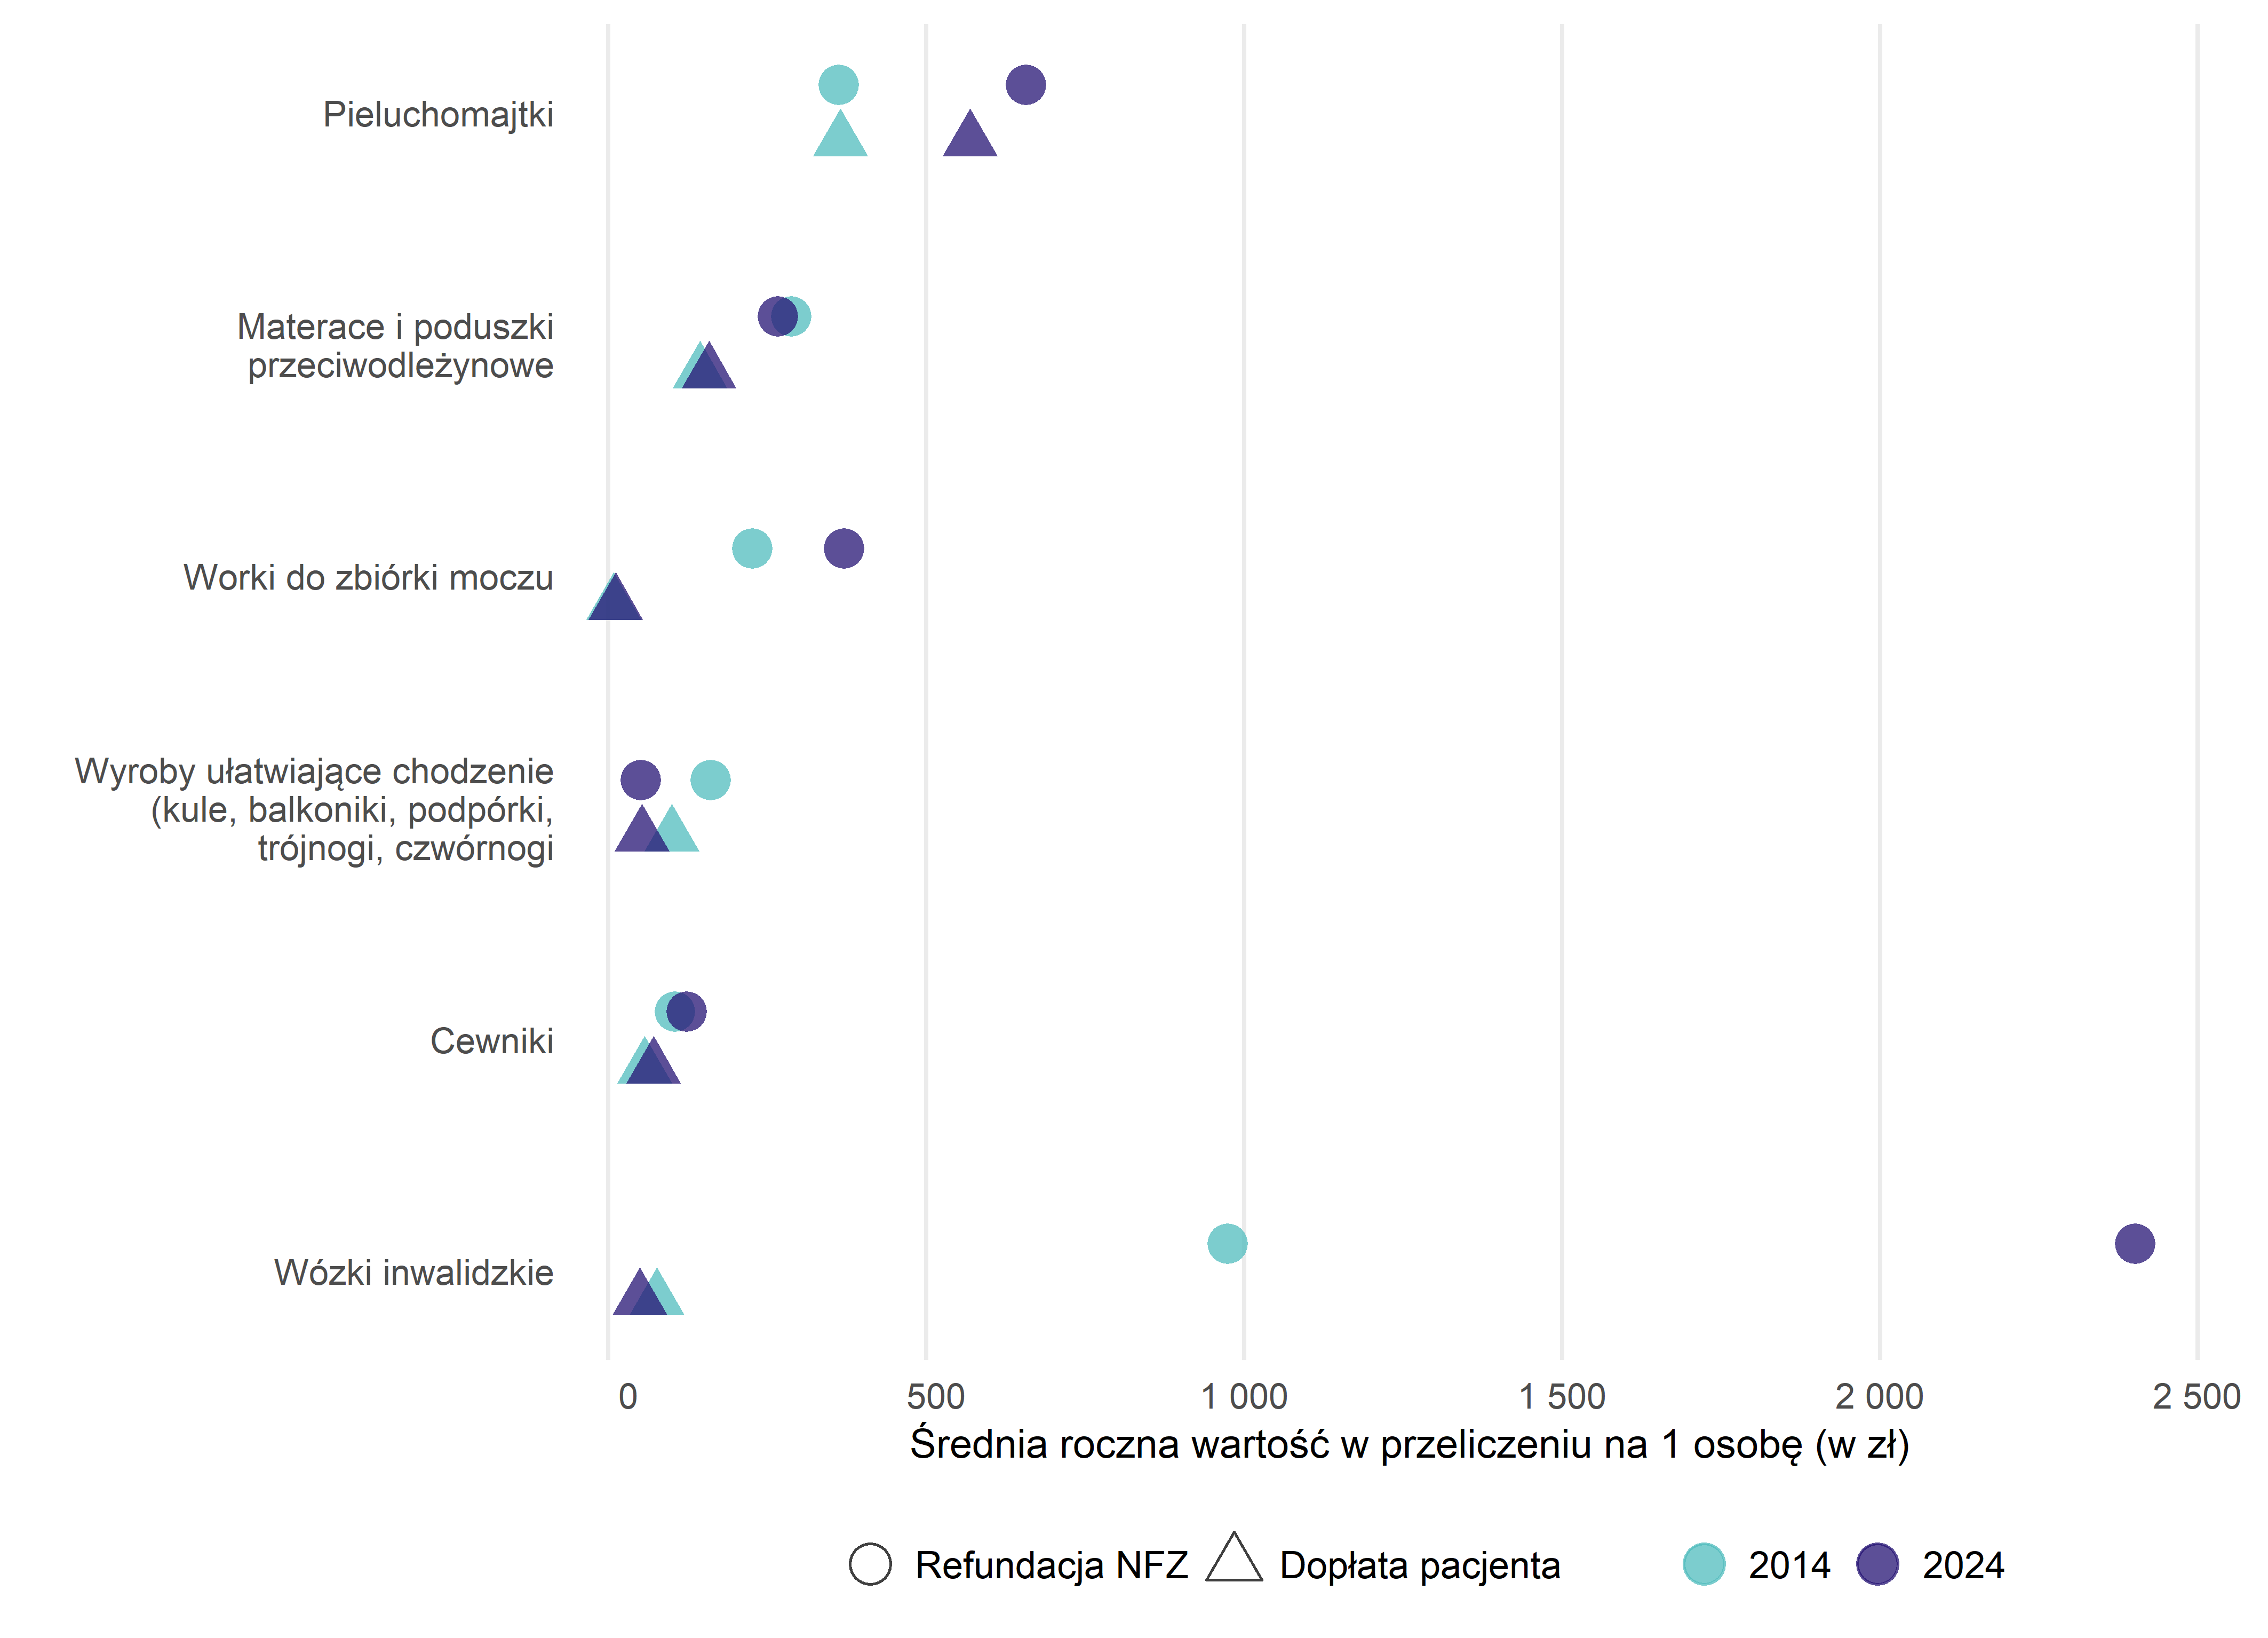 Pieluchomajtki
Materace i poduszki
przeciwodleżynowe
Worki do zbiórki moczu
Wyroby ułatwiające chodzenie
(kule, balkoniki, podpórki,
trójnogi, czwórnogi
Cewniki
Wózki inwalidzkie
0 500 1 000 1 500 2 000 2 500
Średnia roczna wartość w przeliczeniu na 1 osobę (w zł)
Refundacja NFZ Dopłata pacjenta 2014 2024